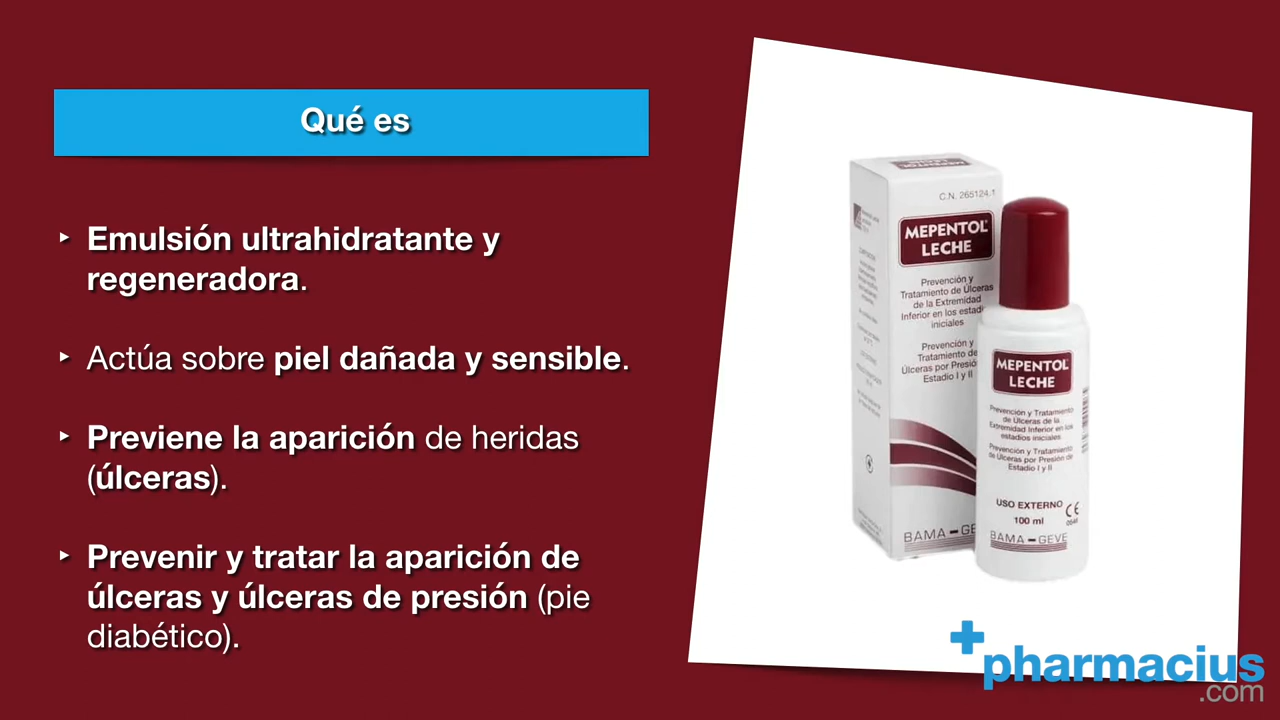 Qué es
‣ Emulsión ultrahidratante y
regeneradora.
‣ Actúa sobre piel dañada y sensible.
‣ Previene la aparición de heridas
(úlceras).
‣ Prevenir y tratar la aparición de
úlceras y úlceras de presión (pie
diabético).
MEPENTOL
C.N. 265124.1
MEPENTOL®
LECHE
Prevención y
Tratamiento de Úlceras
de la Extremidad
Inferior en los
iniciales
Prevención y
Tratamiento de
Úlceras por
Estadio I y II
BAMA-GEVE
MEPENTOL®
LECHE
Prevención y Tratamiento
de Úlceras de la
Extremidad Inferior en los
estadios iniciales
Prevención y Tratamiento
de Úlceras por Presión de
Estadio I y II
USO EXTERNO
100 ml
CE
BAMA-GEVE
pharmacius
.com